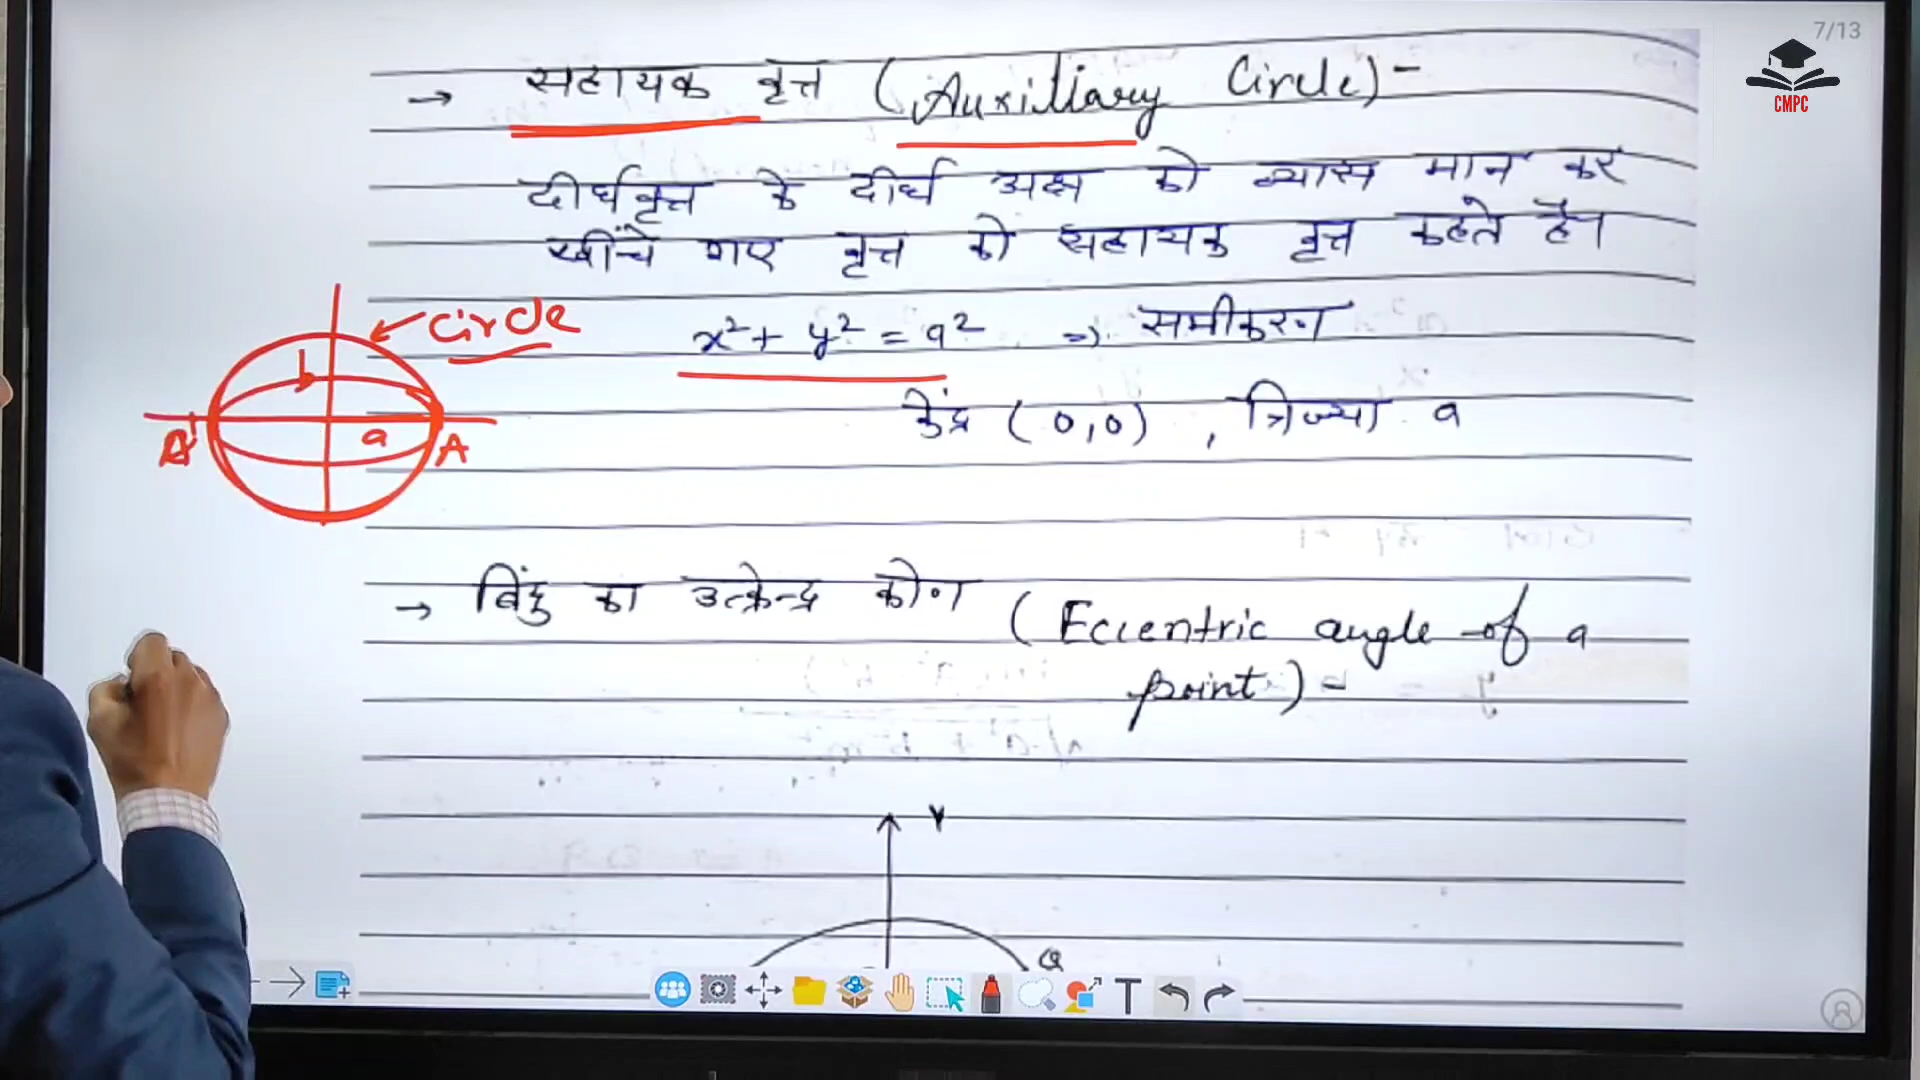 7/13
CMPC
→ सहायक वृत्त (Auxiliary Circle) -
दीर्घवृत्त के दीर्घ अक्ष को व्यास मान कर
खींचे गए वृत्त को सहायक वृत्त कहते हैं।
circle
x² + y² = a² ⇒ समीकरण
b
केंद्र (0,0) , त्रिज्या a
a
A' A
→ बिंदु का उत्केन्द्र कोण (Eccentric angle of a
point) -
Y
Q
T